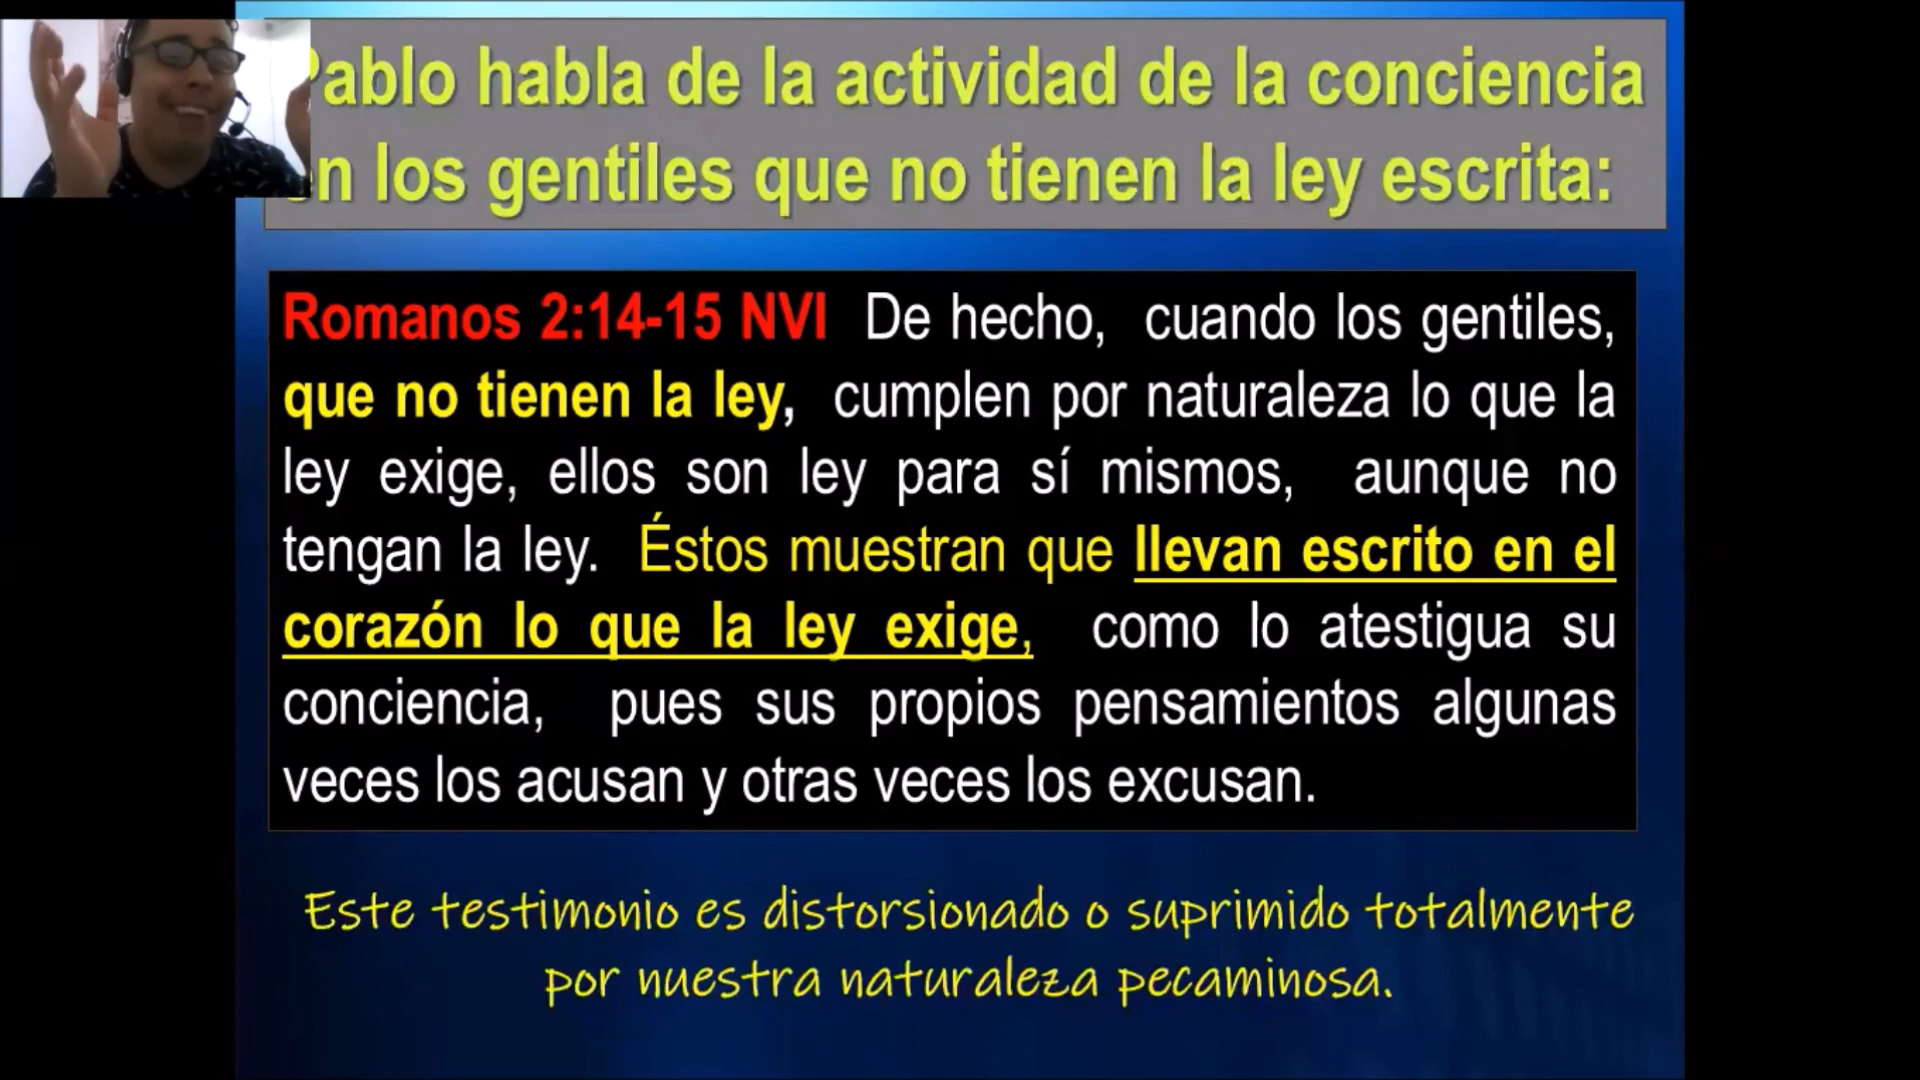 Pablo habla de la actividad de la conciencia
en los gentiles que no tienen la ley escrita:
Romanos 2:14-15 NVI De hecho, cuando los gentiles,
que no tienen la ley, cumplen por naturaleza lo que la
ley exige, ellos son ley para sí mismos, aunque no
tengan la ley. Éstos muestran que llevan escrito en el
corazón lo que la ley exige, como lo atestigua su
conciencia, pues sus propios pensamientos algunas
veces los acusan y otras veces los excusan.
Este testimonio es distorsionado o suprimido totalmente
por nuestra naturaleza pecaminosa.